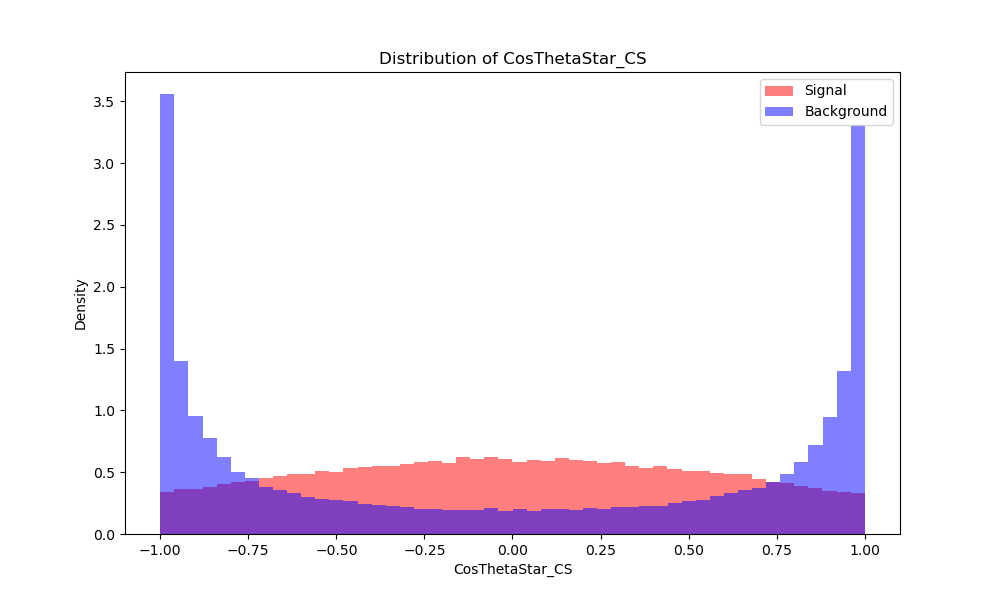 Distribution of CosThetaStar_CS
Signal
Background
Density
3.5
3.0
2.5
2.0
1.5
1.0
0.5
0.0
−1.00 −0.75 −0.50 −0.25 0.00 0.25 0.50 0.75 1.00
CosThetaStar_CS